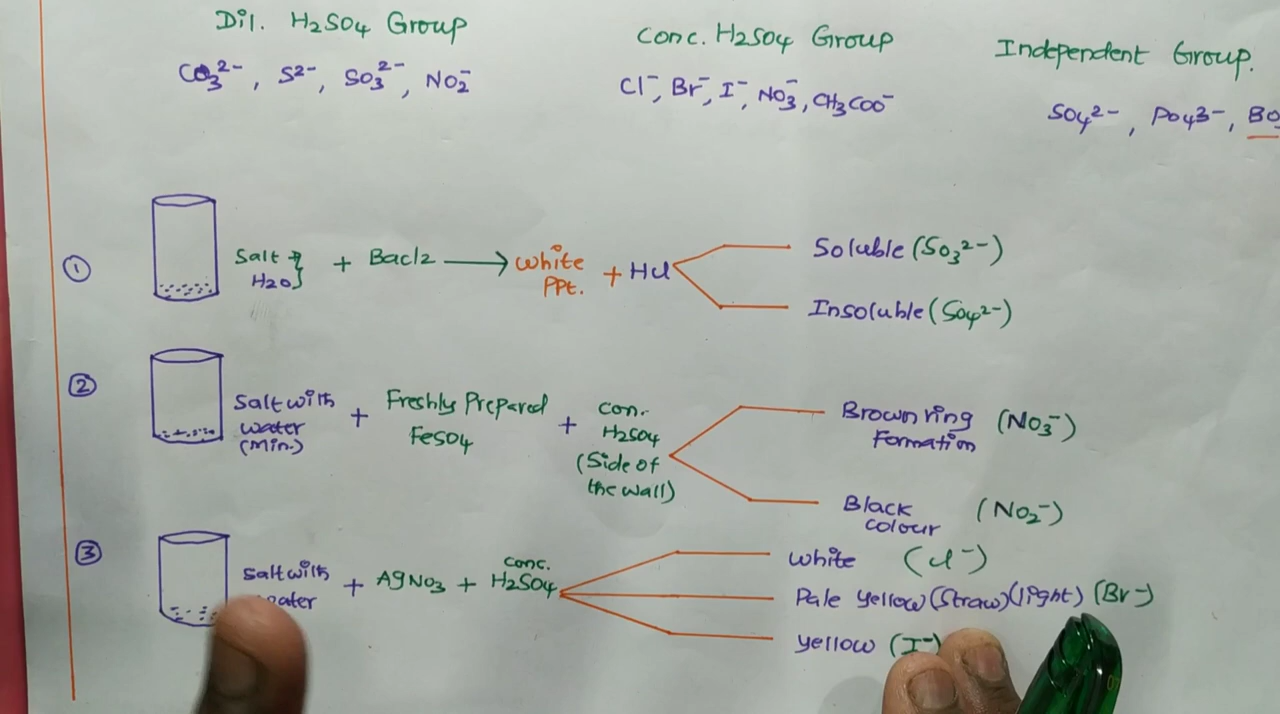 Dil. H2SO4 Group
CO3^2-, S^2-, SO3^2-, NO2^-
Conc. H2SO4 Group
Cl^-, Br^-, I^-, NO3^-, CH3COO^-
Independent Group.
SO4^2-, PO4^3-, BO
① Salt } + BaCl2 → white + HCl
H2O PPt.
Soluble (SO3^2-)
Insoluble (SO4^2-)
② Salt with + Freshly Prepared + con.
water FeSO4 H2SO4
(Min.) (Side of
the wall)
Brown ring (NO3^-)
Formation
Black (NO2^-)
colour
③ Salt with + AgNO3 + conc.
water H2SO4
white (Cl^-)
Pale yellow (Straw) (light) (Br^-)
yellow (I^-)